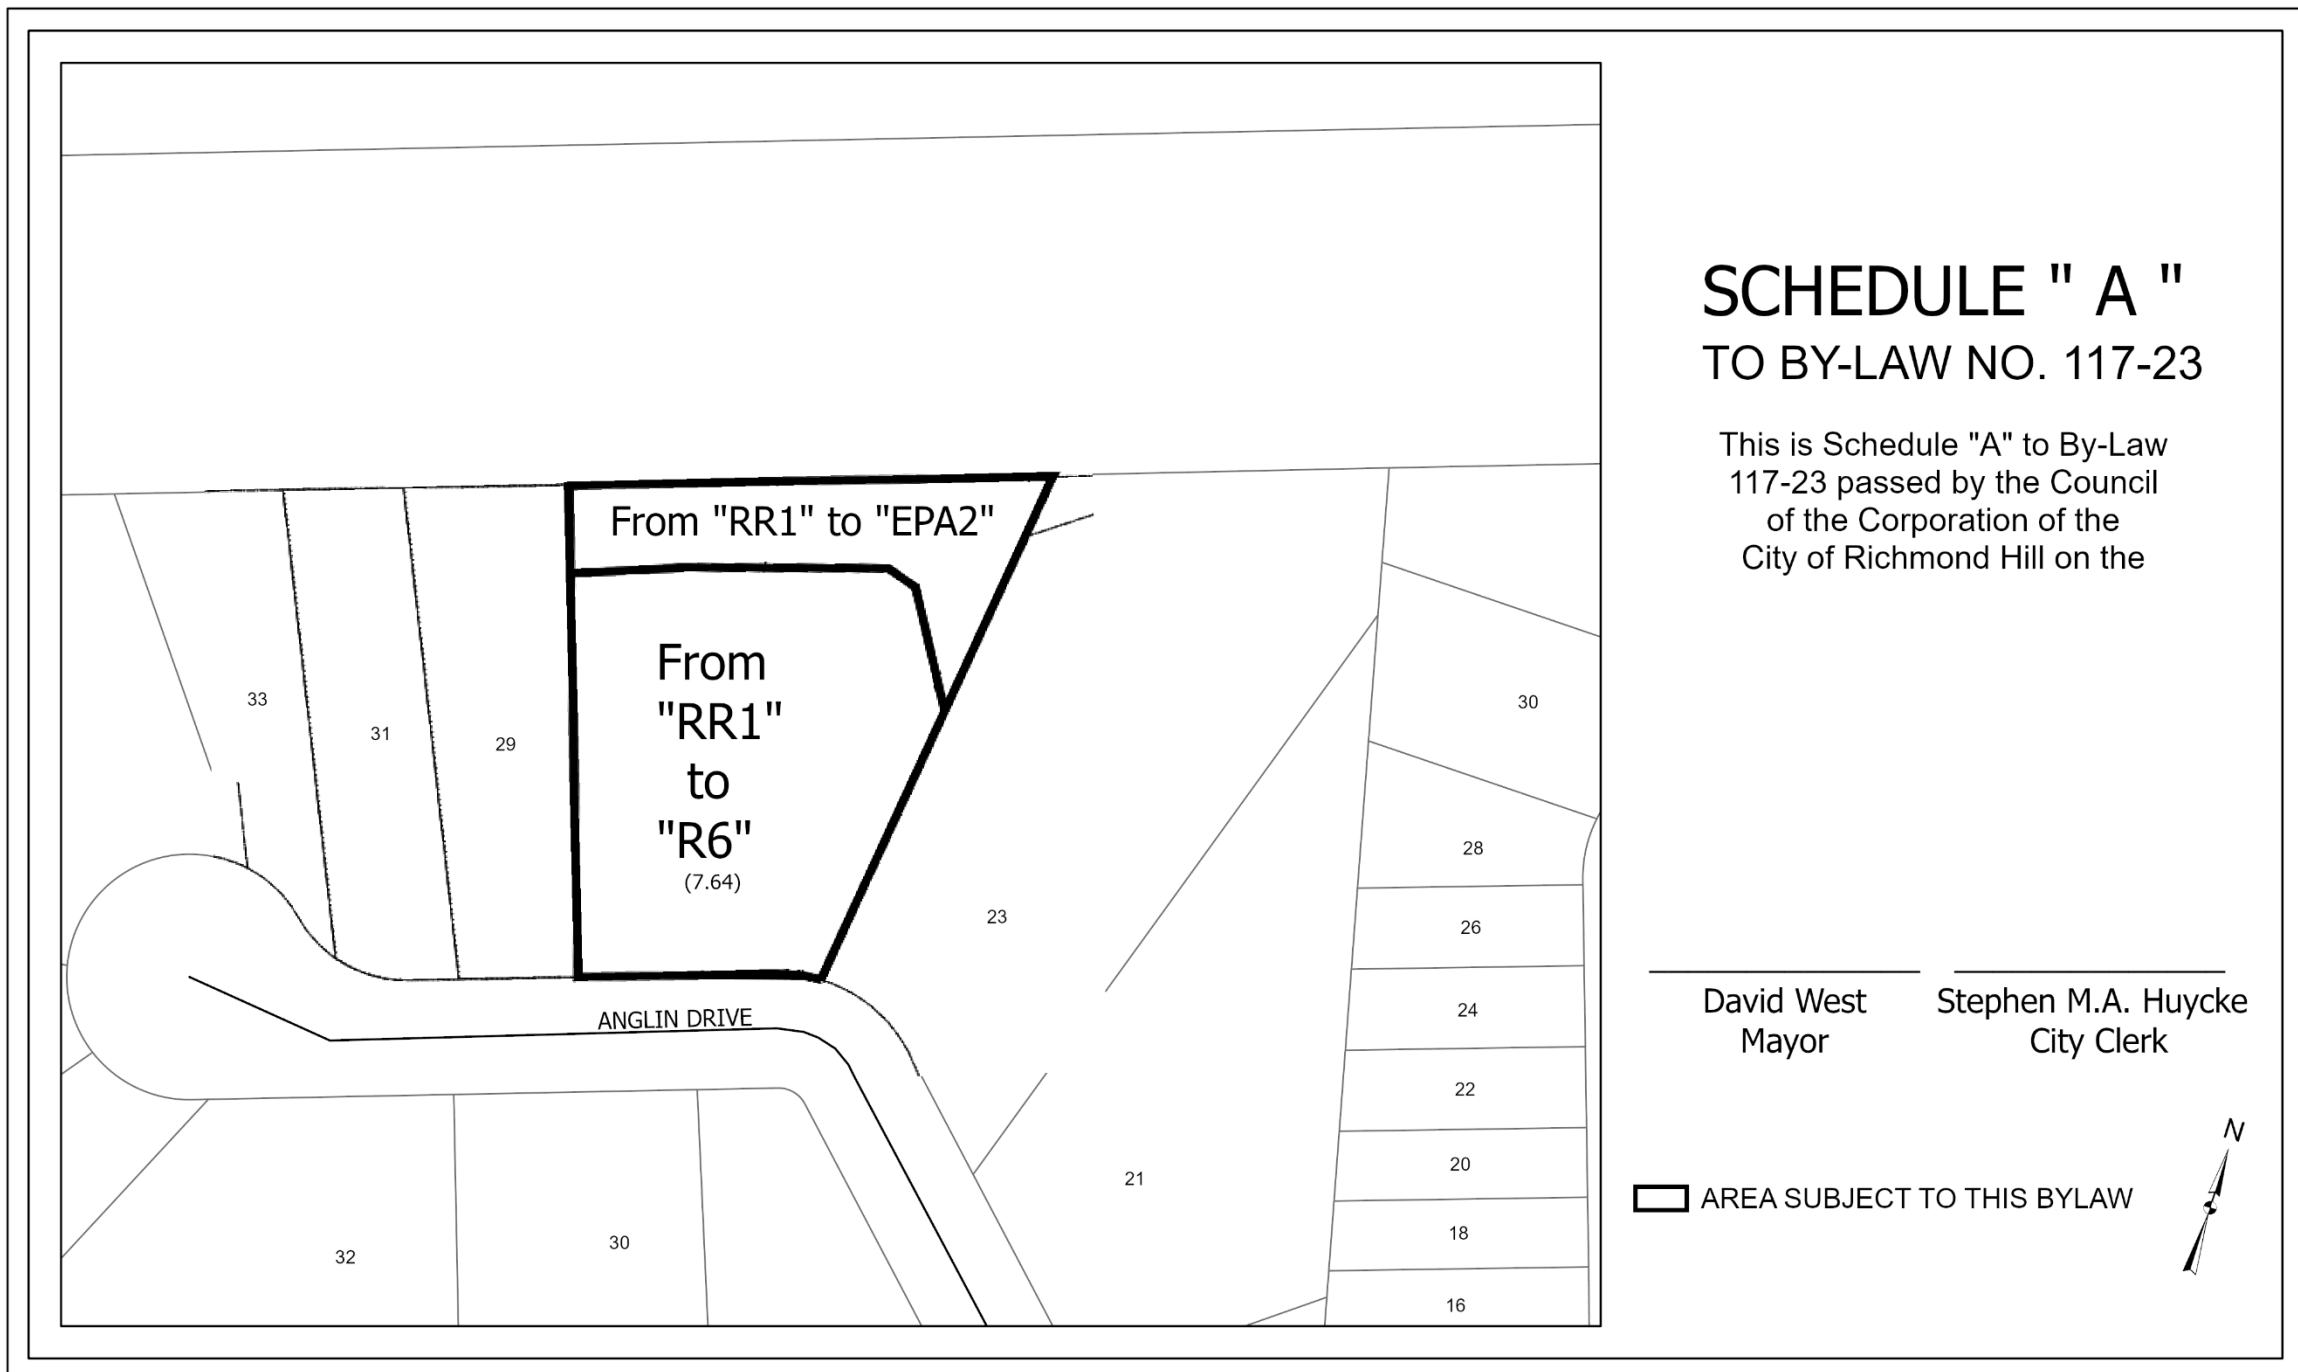 SCHEDULE " A "
TO BY-LAW NO. 117-23
This is Schedule "A" to By-Law
117-23 passed by the Council
of the Corporation of the
City of Richmond Hill on the
From "RR1" to "EPA2"
From
"RR1"
to
"R6"
(7.64)
33
31
29
23
21
ANGLIN DRIVE
32
30
30
28
26
24
22
20
18
16
David West
Mayor
Stephen M.A. Huycke
City Clerk
N
AREA SUBJECT TO THIS BYLAW